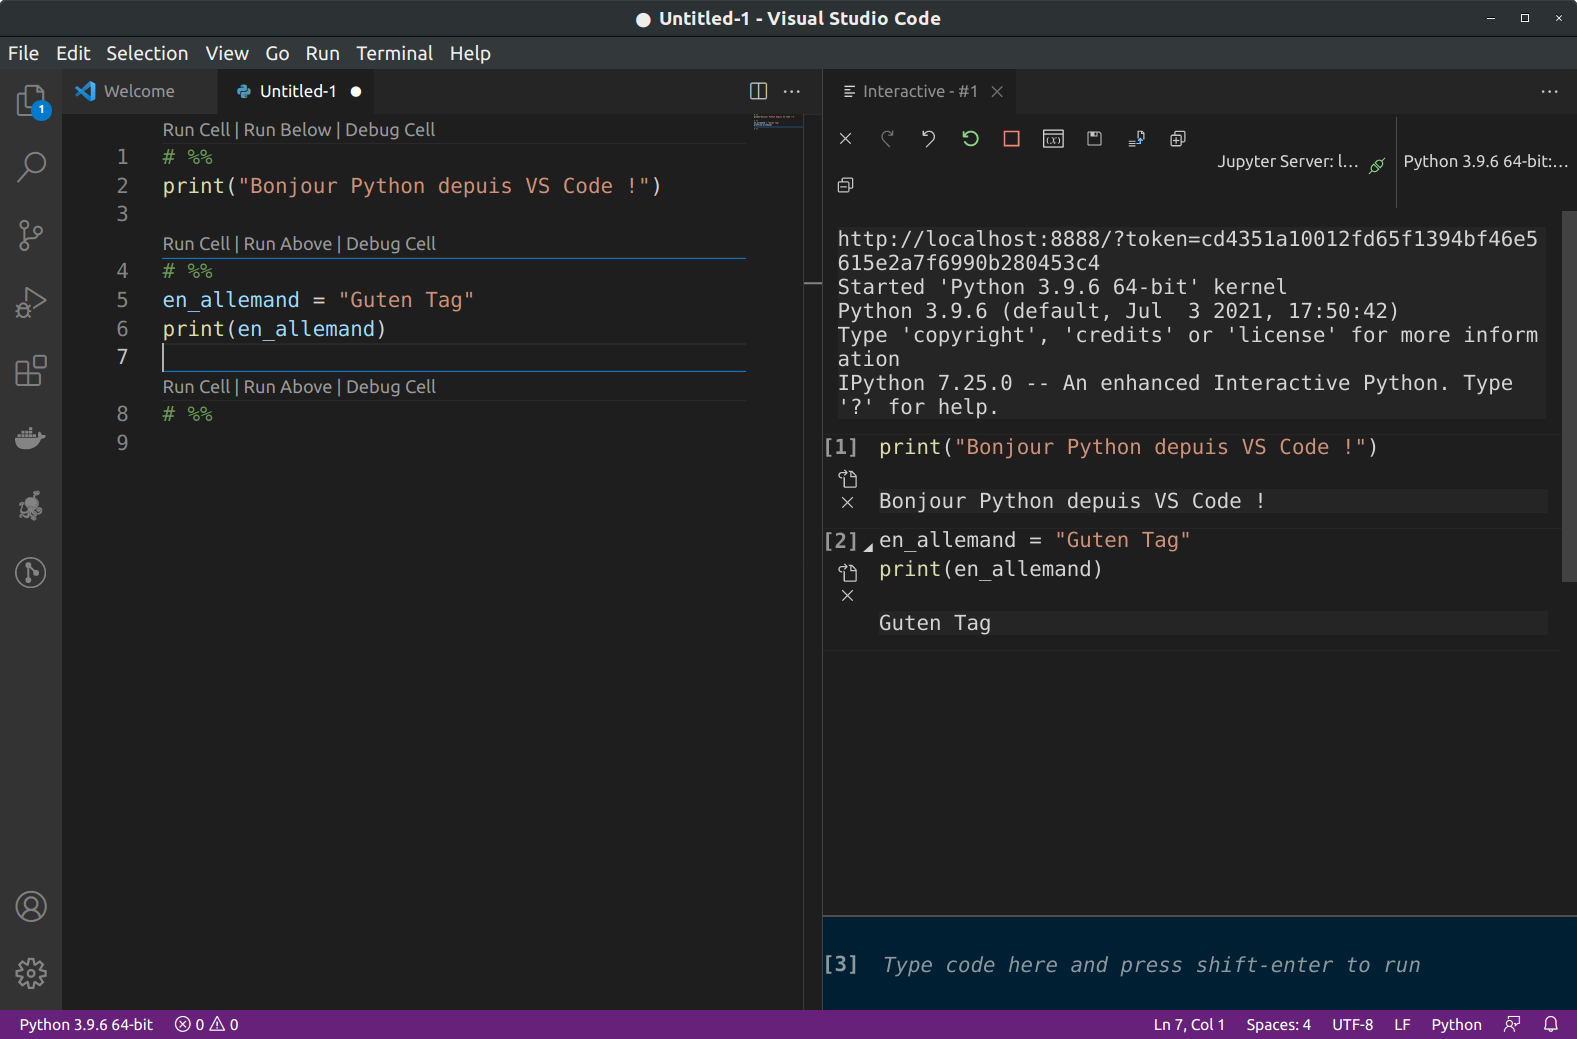 Untitled-1 - Visual Studio Code
File Edit Selection View Go Run Terminal Help
1
Welcome
Untitled-1
Run Cell | Run Below | Debug Cell
1 # %%
2 print("Bonjour Python depuis VS Code !")
3
Run Cell | Run Above | Debug Cell
4 # %%
5 en_allemand = "Guten Tag"
6 print(en_allemand)
7
Run Cell | Run Above | Debug Cell
8 # %%
9
Interactive - #1
Jupyter Server: l...
Python 3.9.6 64-bit:...
http://localhost:8888/?token=cd4351a10012fd65f1394bf46e5
615e2a7f6990b280453c4
Started 'Python 3.9.6 64-bit' kernel
Python 3.9.6 (default, Jul  3 2021, 17:50:42)
Type 'copyright', 'credits' or 'license' for more inform
ation
IPython 7.25.0 -- An enhanced Interactive Python. Type
'?' for help.
[1] print("Bonjour Python depuis VS Code !")
Bonjour Python depuis VS Code !
[2] en_allemand = "Guten Tag"
print(en_allemand)
Guten Tag
[3] Type code here and press shift-enter to run
Python 3.9.6 64-bit 0 0 Ln 7, Col 1 Spaces: 4 UTF-8 LF Python